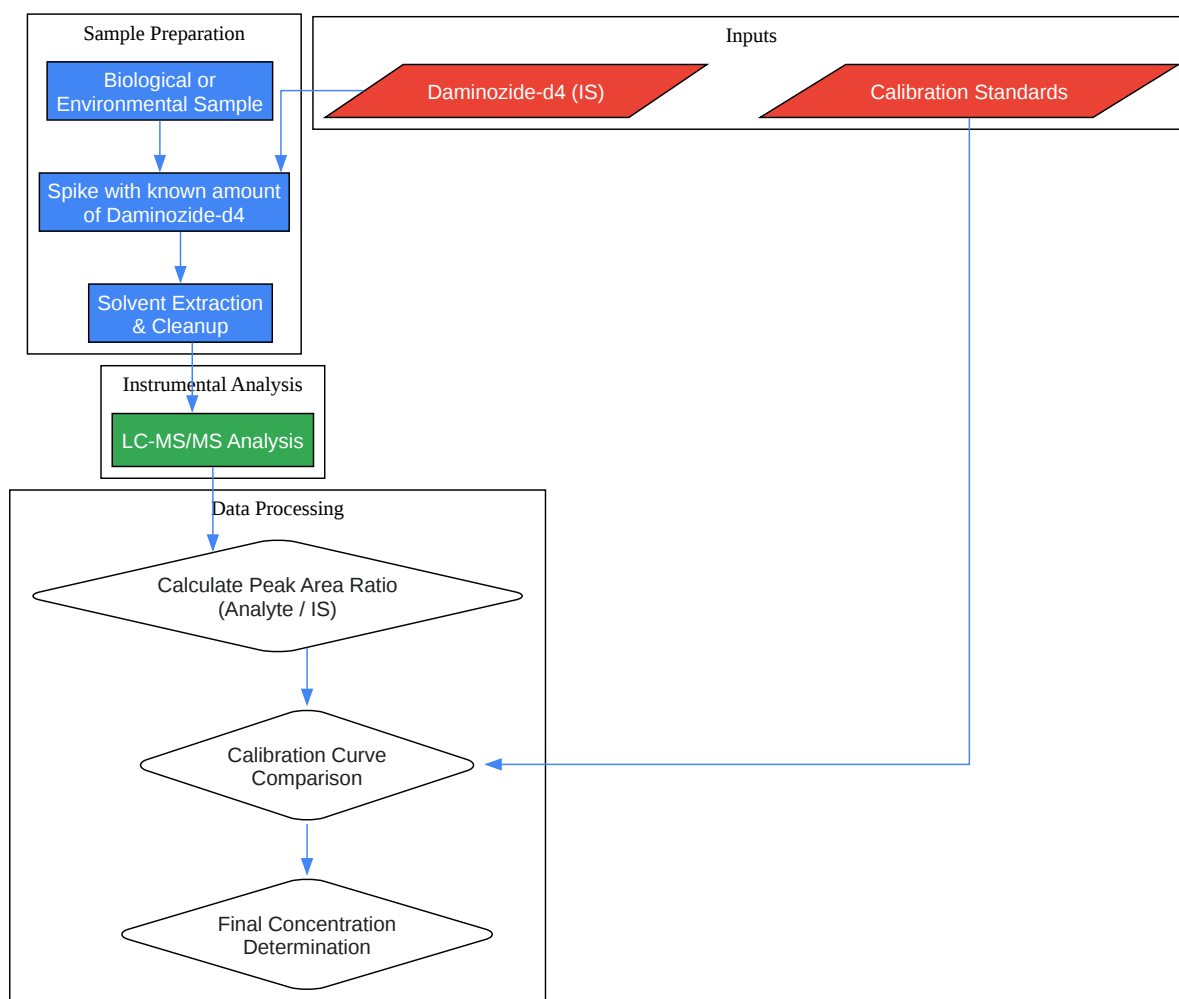 Sample Preparation
Biological or
Environmental Sample
Spike with known amount
of Daminozide-d4
Solvent Extraction
& Cleanup
Inputs
Daminozide-d4 (IS)
Calibration Standards
Instrumental Analysis
LC-MS/MS Analysis
Data Processing
Calculate Peak Area Ratio
(Analyte / IS)
Calibration Curve
Comparison
Final Concentration
Determination